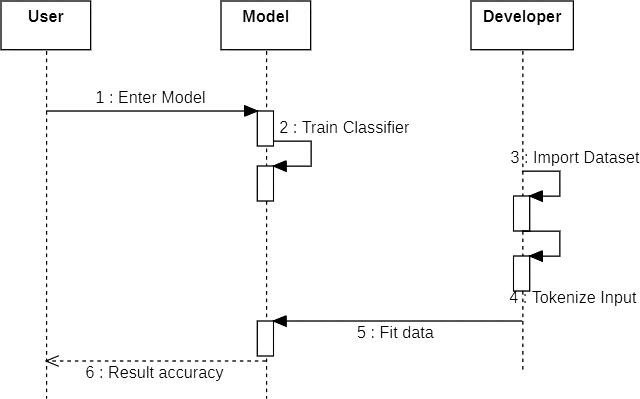 User
Model
Developer
1 : Enter Model
2 : Train Classifier
3 : Import Dataset
4 : Tokenize Input
5 : Fit data
6 : Result accuracy